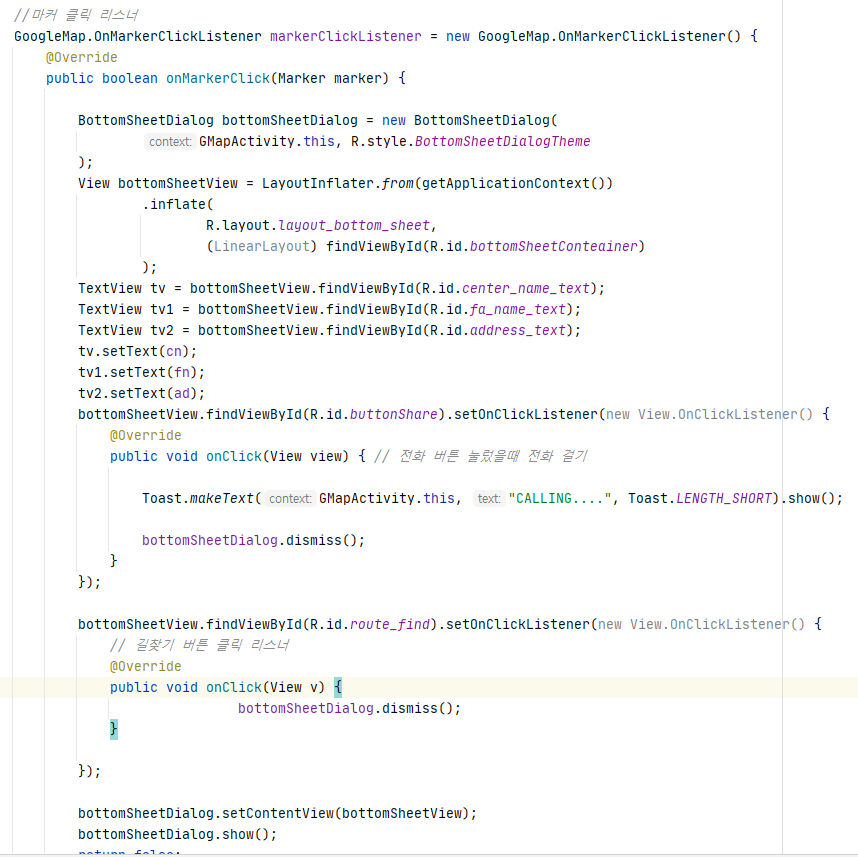 //마커 클릭 리스너
GoogleMap.OnMarkerClickListener markerClickListener = new GoogleMap.OnMarkerClickListener() {
@Override
public boolean onMarkerClick(Marker marker) {
BottomSheetDialog bottomSheetDialog = new BottomSheetDialog(
context: GMapActivity.this, R.style.BottomSheetDialogTheme
);
View bottomSheetView = LayoutInflater.from(getApplicationContext())
.inflate(
R.layout.layout_bottom_sheet,
(LinearLayout) findViewById(R.id.bottomSheetConteainer)
);
TextView tv = bottomSheetView.findViewById(R.id.center_name_text);
TextView tv1 = bottomSheetView.findViewById(R.id.fa_name_text);
TextView tv2 = bottomSheetView.findViewById(R.id.address_text);
tv.setText(cn);
tv1.setText(fn);
tv2.setText(ad);
bottomSheetView.findViewById(R.id.buttonShare).setOnClickListener(new View.OnClickListener() {
@Override
public void onClick(View view) { // 전화 버튼 눌렀을때 전화 걸기
Toast.makeText( context: GMapActivity.this, text: "CALLING....", Toast.LENGTH_SHORT).show();
bottomSheetDialog.dismiss();
}
});
bottomSheetView.findViewById(R.id.route_find).setOnClickListener(new View.OnClickListener() {
// 길찾기 버튼 클릭 리스너
@Override
public void onClick(View v) {
bottomSheetDialog.dismiss();
}
});
bottomSheetDialog.setContentView(bottomSheetView);
bottomSheetDialog.show();
return false;